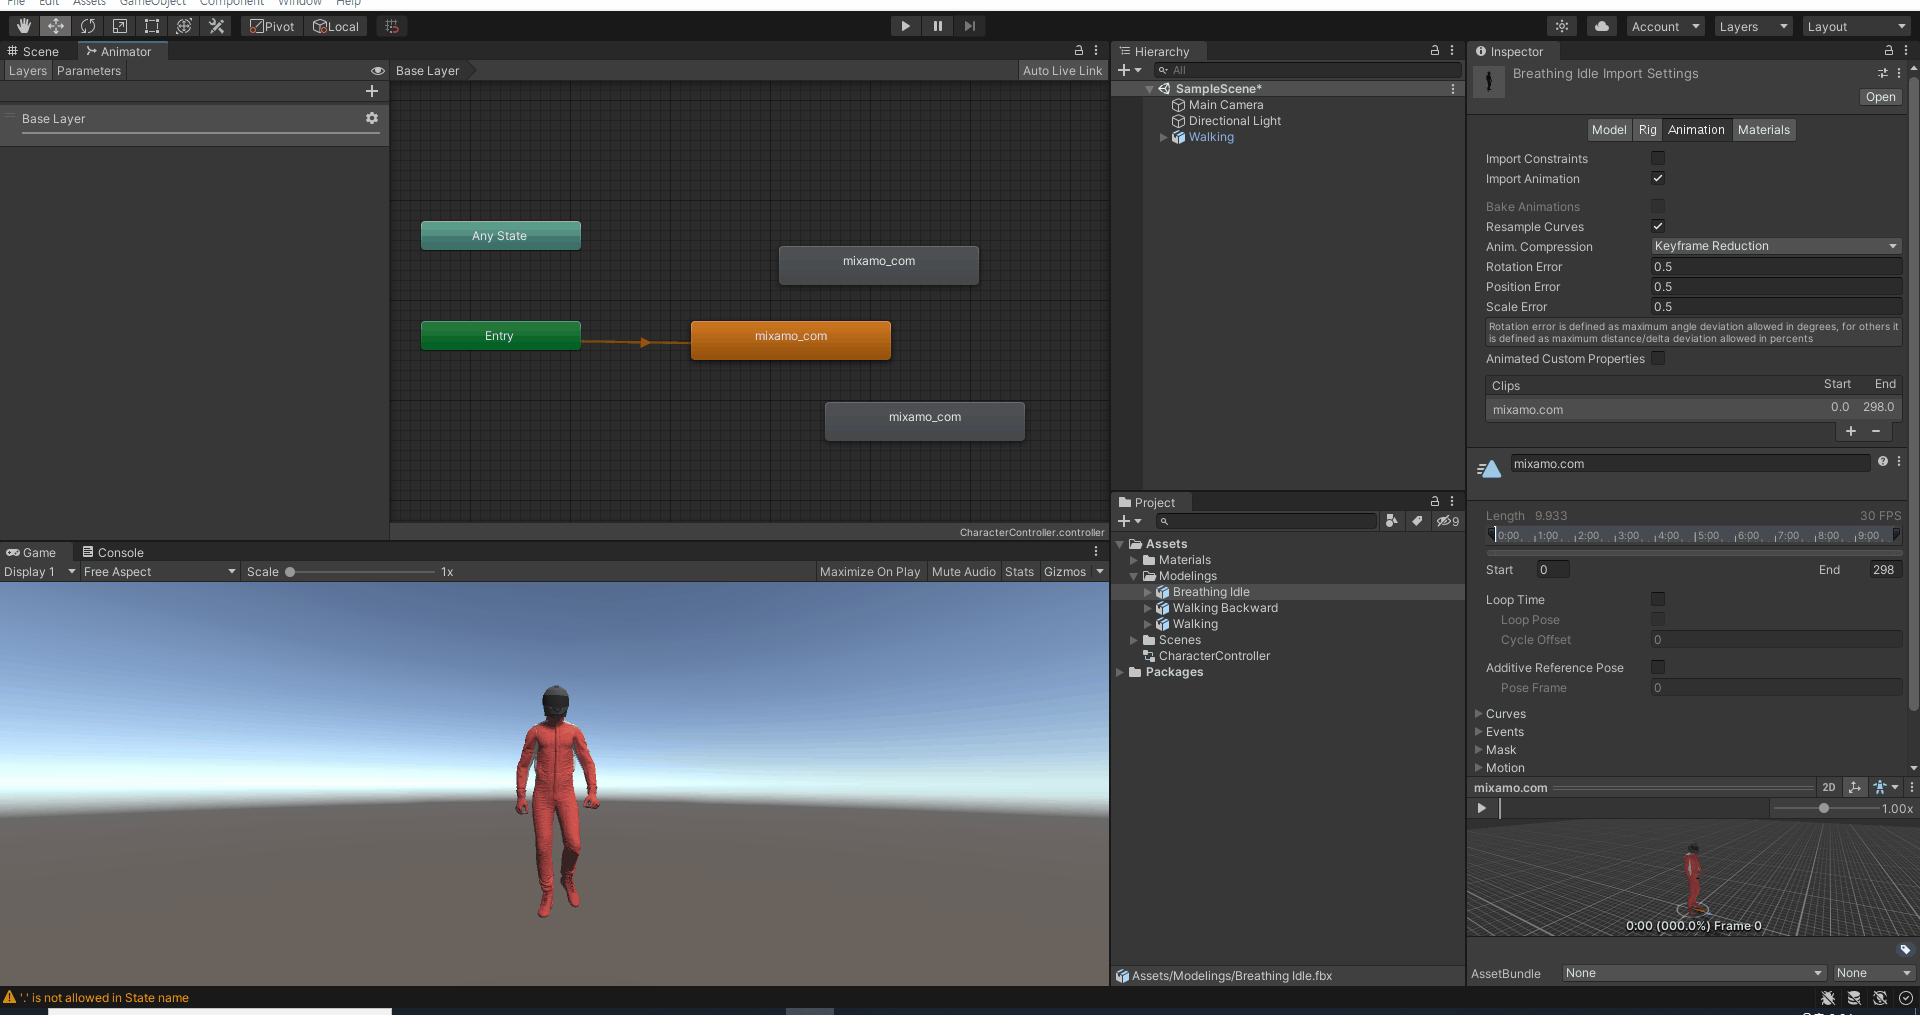 File Edit Assets GameObject Component Window Help
Pivot Local Account Layers Layout
Scene Animator
Layers Parameters Base Layer Auto Live Link
Base Layer
Any State
mixamo_com
Entry
mixamo_com
mixamo_com
CharacterController.controller
Game Console
Display 1 Free Aspect Scale 1x Maximize On Play Mute Audio Stats Gizmos
'.' is not allowed in State name
Hierarchy
All
SampleScene*
Main Camera
Directional Light
Walking
Project
9
Assets
Materials
Modelings
Breathing Idle
Walking Backward
Walking
Scenes
CharacterController
Packages
Assets/Modelings/Breathing Idle.fbx
Inspector
Breathing Idle Import Settings
Open
Model Rig Animation Materials
Import Constraints
Import Animation
Bake Animations
Resample Curves
Anim. Compression Keyframe Reduction
Rotation Error 0.5
Position Error 0.5
Scale Error 0.5
Rotation error is defined as maximum angle deviation allowed in degrees, for others it
is defined as maximum distance/delta deviation allowed in percents
Animated Custom Properties
Clips Start End
mixamo.com 0.0 298.0
mixamo.com
Length 9.933 30 FPS
0:00 1:00 2:00 3:00 4:00 5:00 6:00 7:00 8:00 9:00
Start 0 End 298
Loop Time
Loop Pose
Cycle Offset 0
Additive Reference Pose
Pose Frame 0
Curves
Events
Mask
Motion
mixamo.com 2D
1.00x
0:00 (000.0%) Frame 0
AssetBundle None None